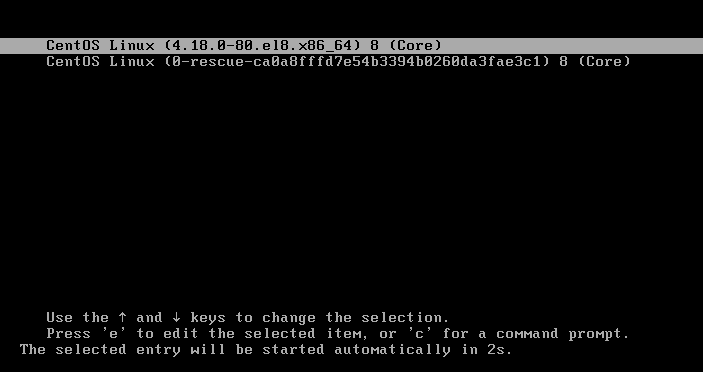 CentOS Linux (4.18.0-80.el8.x86_64) 8 (Core)
CentOS Linux (0-rescue-ca0a8fffd7e54b3394b0260da3fae3c1) 8 (Core)
Use the ↑ and ↓ keys to change the selection.
Press 'e' to edit the selected item, or 'c' for a command prompt.
The selected entry will be started automatically in 2s.